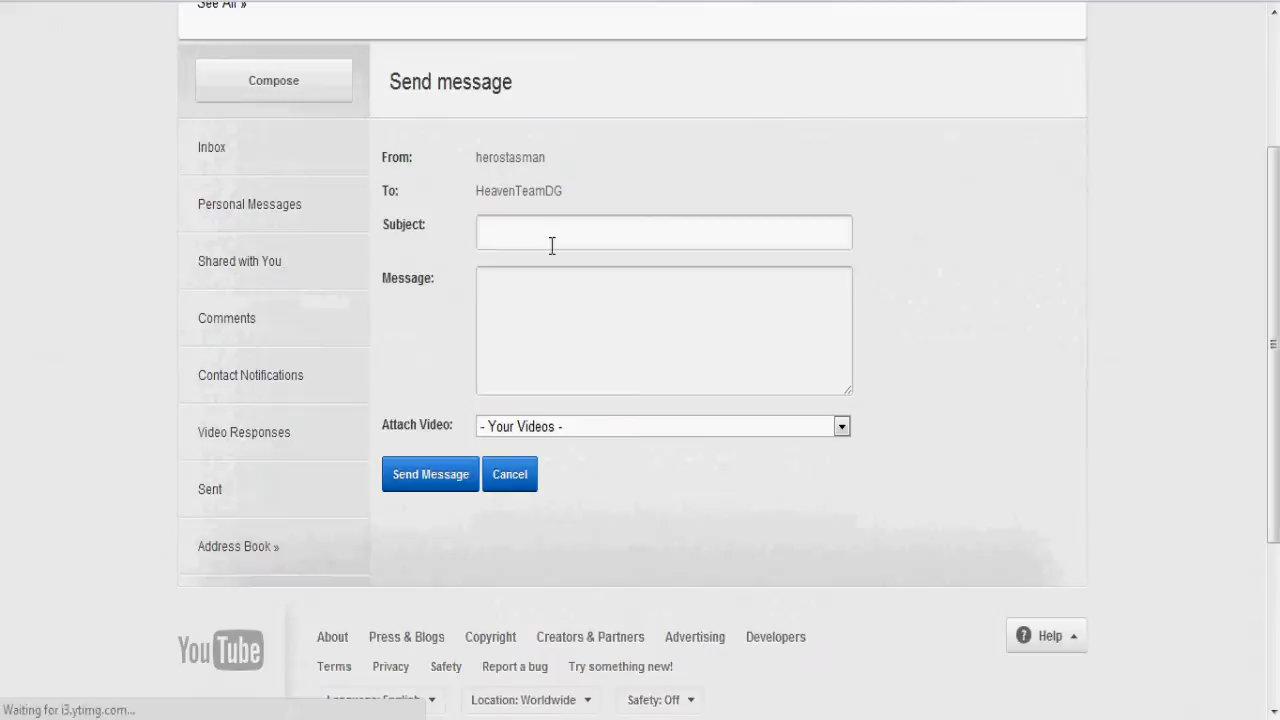 See All »
Compose
Send message
Inbox
Personal Messages
Shared with You
Comments
Contact Notifications
Video Responses
Sent
Address Book »
From: herostasman
To: HeavenTeamDG
Subject:
Message:
Attach Video: - Your Videos -
Send Message Cancel
YouTube
About Press & Blogs Copyright Creators & Partners Advertising Developers
Terms Privacy Safety Report a bug Try something new!
Language: English Location: Worldwide Safety: Off
Help
Waiting for i3.ytimg.com...